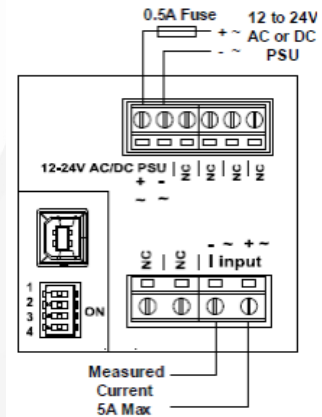 0.5A Fuse
12 to 24V
+ ~ AC or DC
- ~ PSU
12-24V AC/DC PSU | NC | NC | NC | NC
+ -
~ ~
NC | NC | - ~ + ~
I input
1
2
3
4
ON
Measured
Current
5A Max